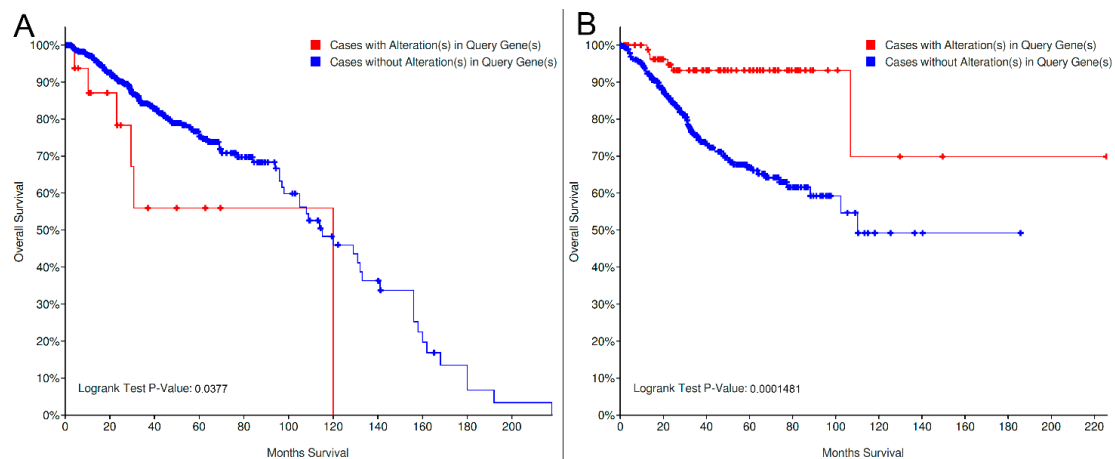 A
Cases with Alteration(s) in Query Gene(s)
Cases without Alteration(s) in Query Gene(s)
100%
90%
80%
70%
60%
50%
40%
30%
20%
10%
0%
Overall Survival
Logrank Test P-Value: 0.0377
0 20 40 60 80 100 120 140 160 180 200
Months Survival
B
Cases with Alteration(s) in Query Gene(s)
Cases without Alteration(s) in Query Gene(s)
100%
90%
80%
70%
60%
50%
40%
30%
20%
10%
0%
Overall Survival
Logrank Test P-Value: 0.0001481
0 20 40 60 80 100 120 140 160 180 200 220
Months Survival